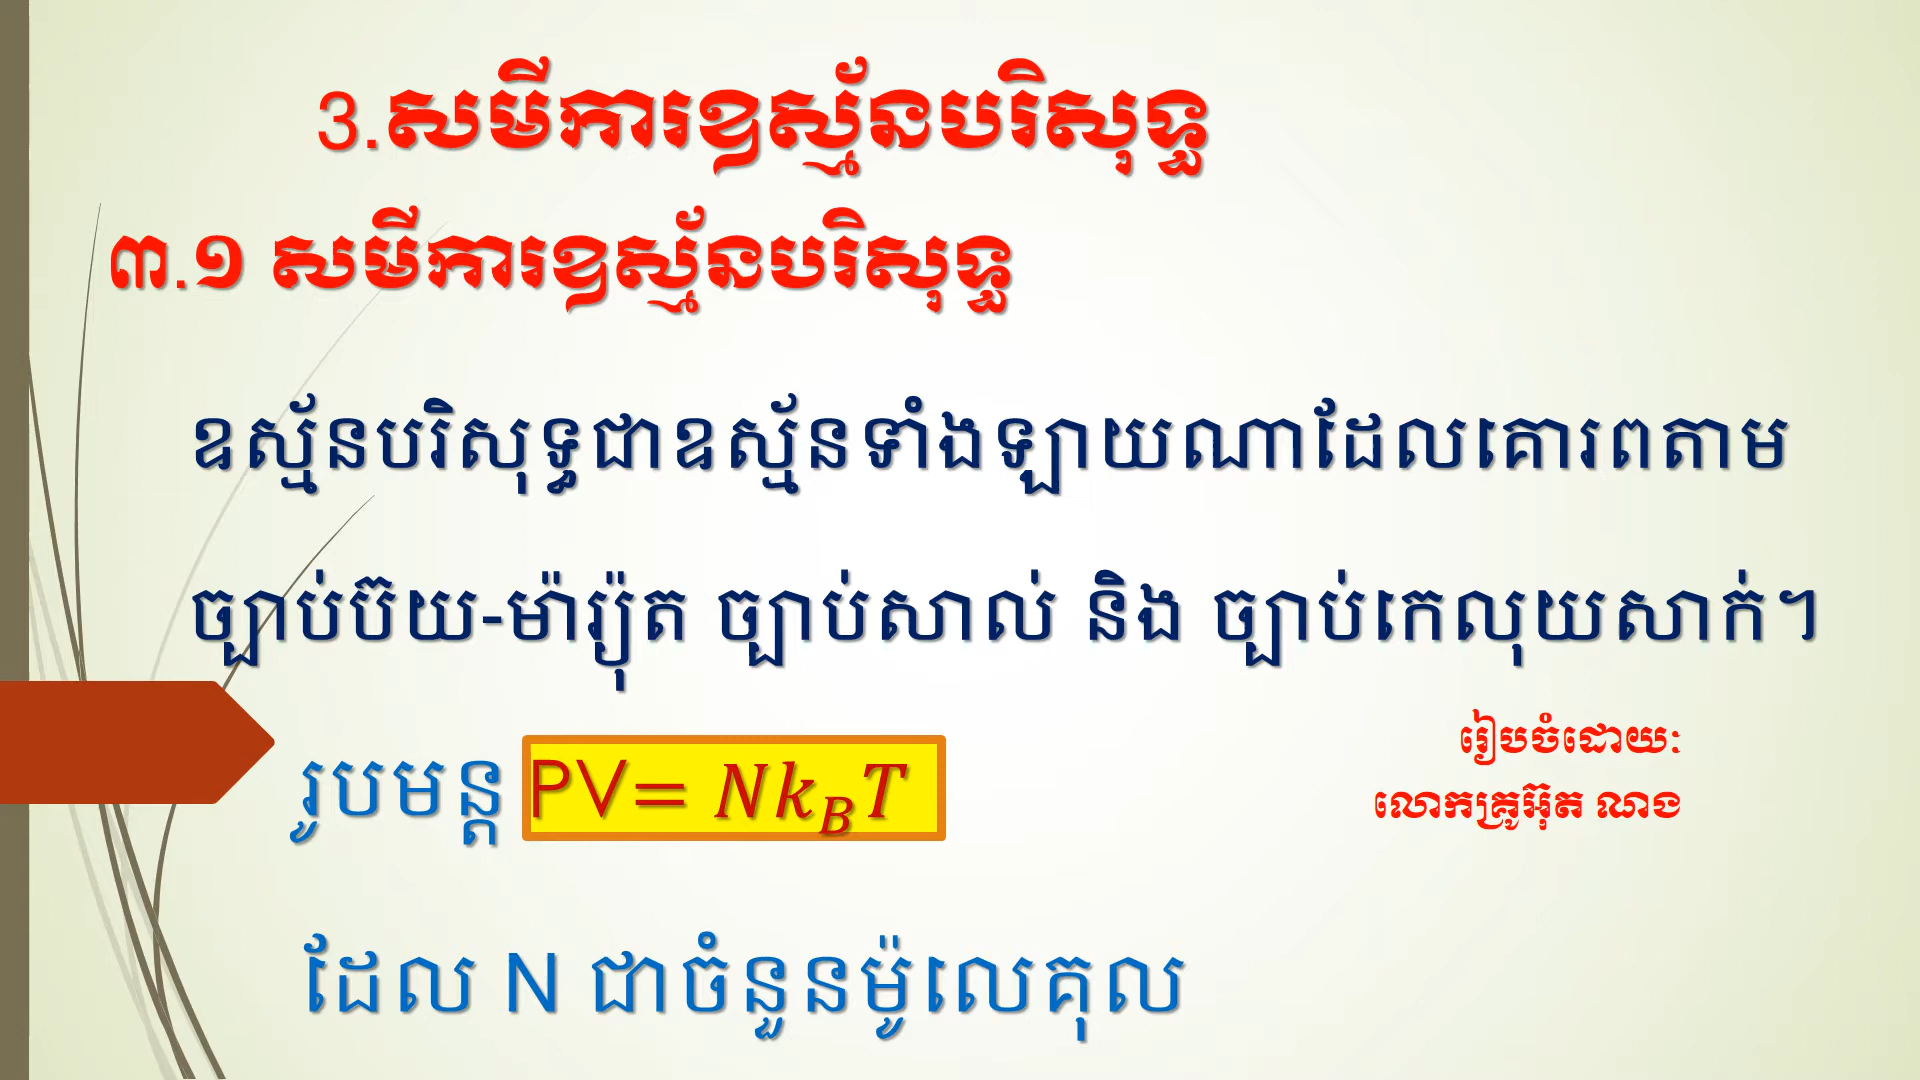 3.សមីការឧស្ម័នបរិសុទ្ធ
៣.១ សមីការឧស្ម័នបរិសុទ្ធ
ឧស្ម័នបរិសុទ្ធជាឧស្ម័នទាំងឡាយណាដែលគោរពតាម
ច្បាប់ប៊យ-ម៉ារ្យ៉ុត ច្បាប់សាល់ និង ច្បាប់កេលុយសាក់។
រៀបចំដោយ:
លោកគ្រូអ៊ុត ណង
រូបមន្ត PV= $Nk_BT$
ដែល N ជាចំនួនម៉ូលេគុល